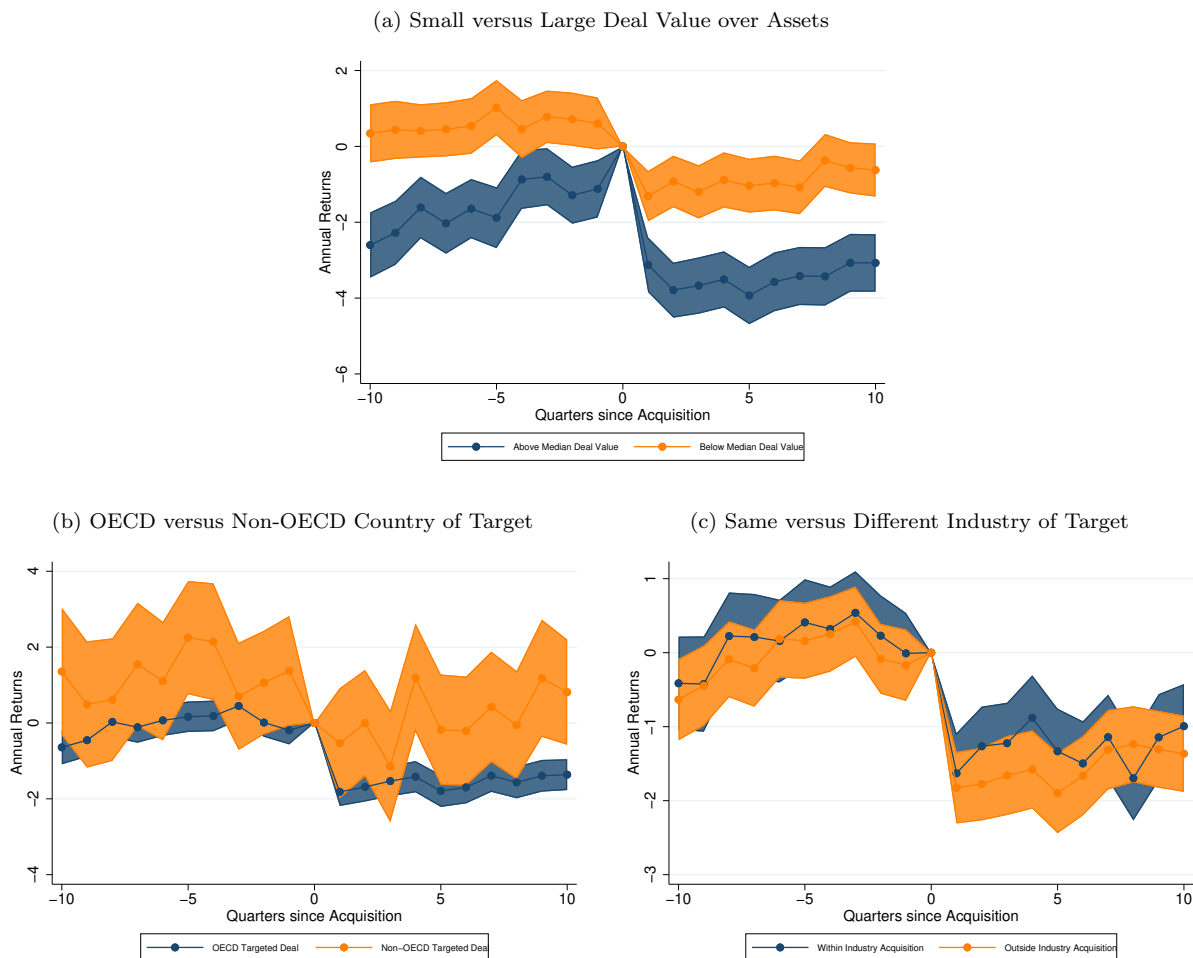 (a) Small versus Large Deal Value over Assets
2
0
−2
−4
−6
Annual Returns
−10
−5
0
5
10
Quarters since Acquisition
Above Median Deal Value
Below Median Deal Value
(b) OECD versus Non-OECD Country of Target
4
2
0
−2
−4
Annual Returns
−10
−5
0
5
10
Quarters since Acquisition
OECD Targeted Deal
Non−OECD Targeted Deal
(c) Same versus Different Industry of Target
1
0
−1
−2
−3
Annual Returns
−10
−5
0
5
10
Quarters since Acquisition
Within Industry Acquisition
Outside Industry Acquisition